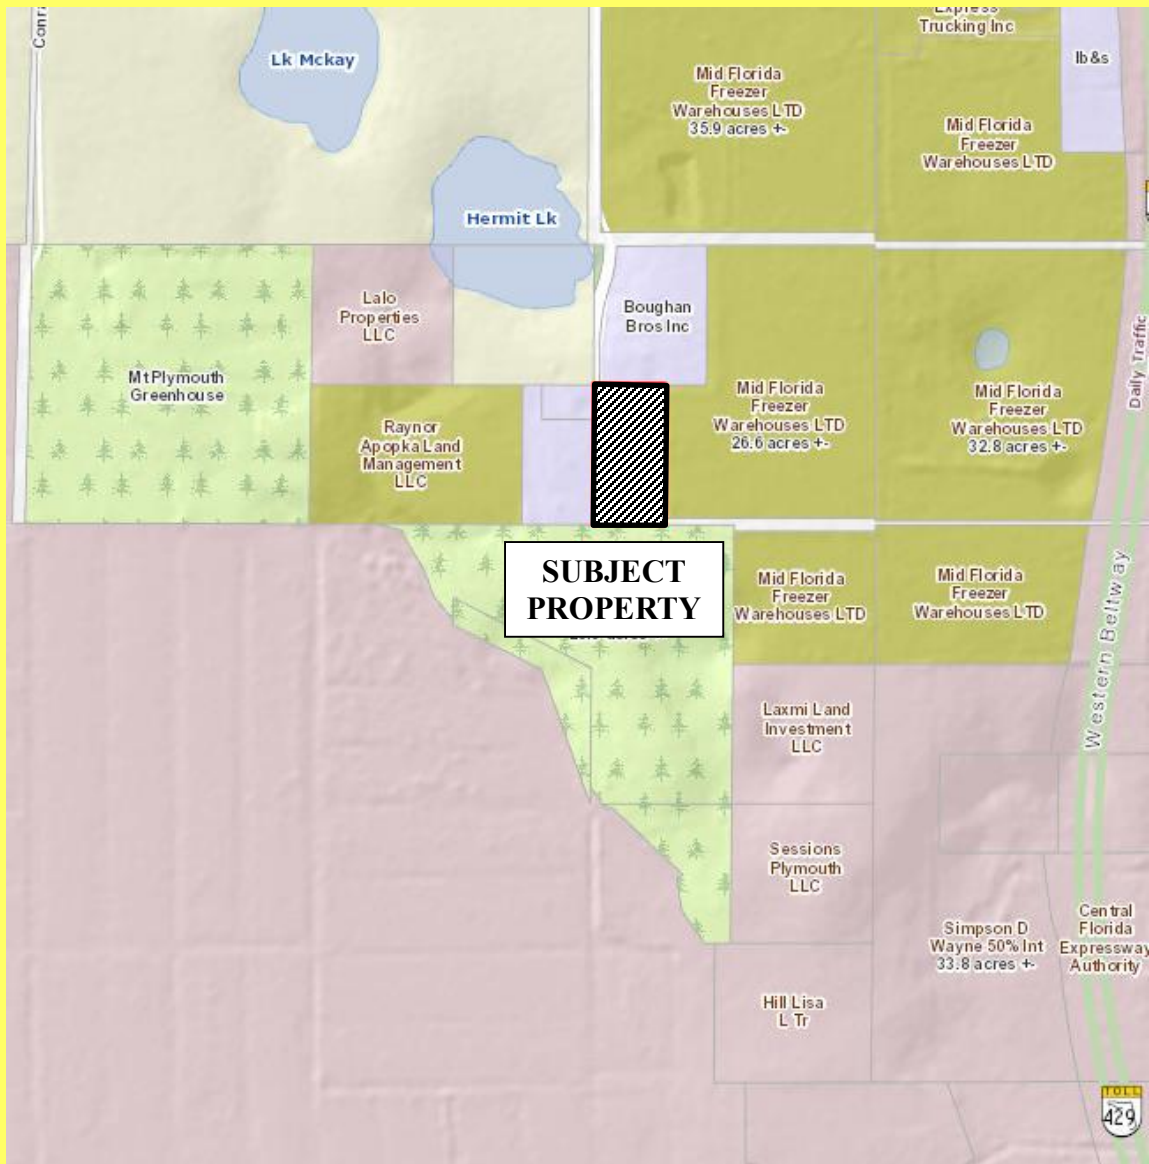 Express
Trucking Inc
Conra
Lk Mckay
Ib&s
Mid Florida
Freezer
Warehouses LTD
35.9 acres +-
Mid Florida
Freezer
Warehouses LTD
Hermit Lk
Lalo
Properties
LLC
Boughan
Bros Inc
Mt Plymouth
Greenhouse
Raynor
Apopka Land
Management
LLC
Mid Florida
Freezer
Warehouses LTD
26.6 acres +-
Mid Florida
Freezer
Warehouses LTD
32.8 acres +-
Daily Traffic
SUBJECT
PROPERTY
Mid Florida
Freezer
Warehouses LTD
Mid Florida
Freezer
Warehouses LTD
Western Beltway
Laxmi Land
Investment
LLC
Sessions
Plymouth
LLC
Simpson D
Wayne 50% Int
33.8 acres +-
Central
Florida
Expressway
Authority
Hill Lisa
L Tr
TOLL
429